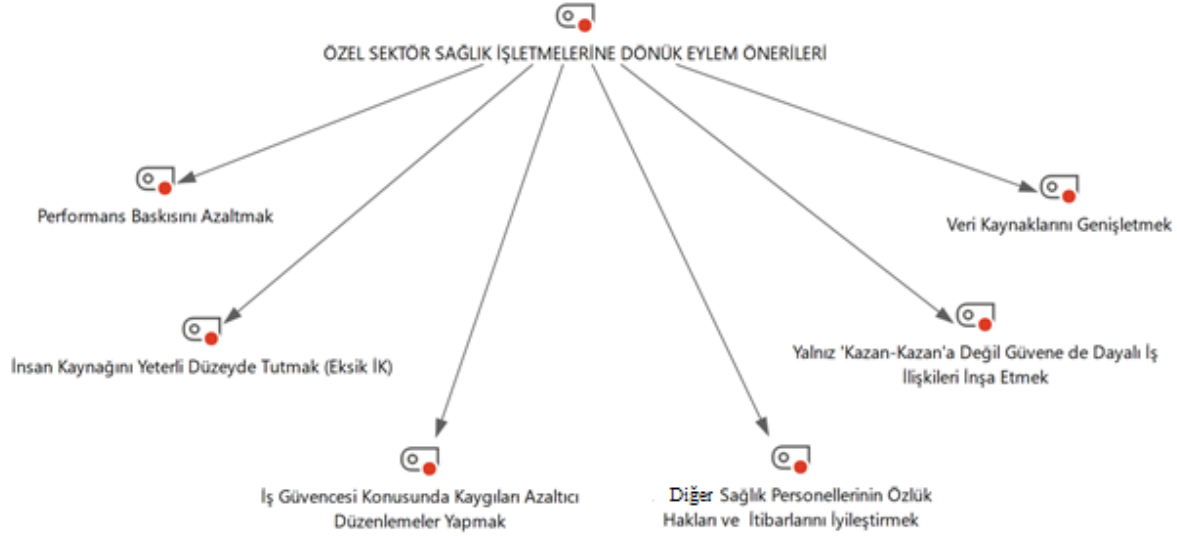 ÖZEL SEKTÖR SAĞLIK İŞLETMELERİNE DÖNÜK EYLEM ÖNERİLERİ
Performans Baskısını Azaltmak
Veri Kaynaklarını Genişletmek
İnsan Kaynağını Yeterli Düzeyde Tutmak (Eksik İK)
Yalnız 'Kazan-Kazan'a Değil Güvene de Dayalı İş
İlişkileri İnşa Etmek
İş Güvencesi Konusunda Kaygıları Azaltıcı
Düzenlemeler Yapmak
Diğer Sağlık Personellerinin Özlük
Hakları ve İtibarlarını İyileştirmek